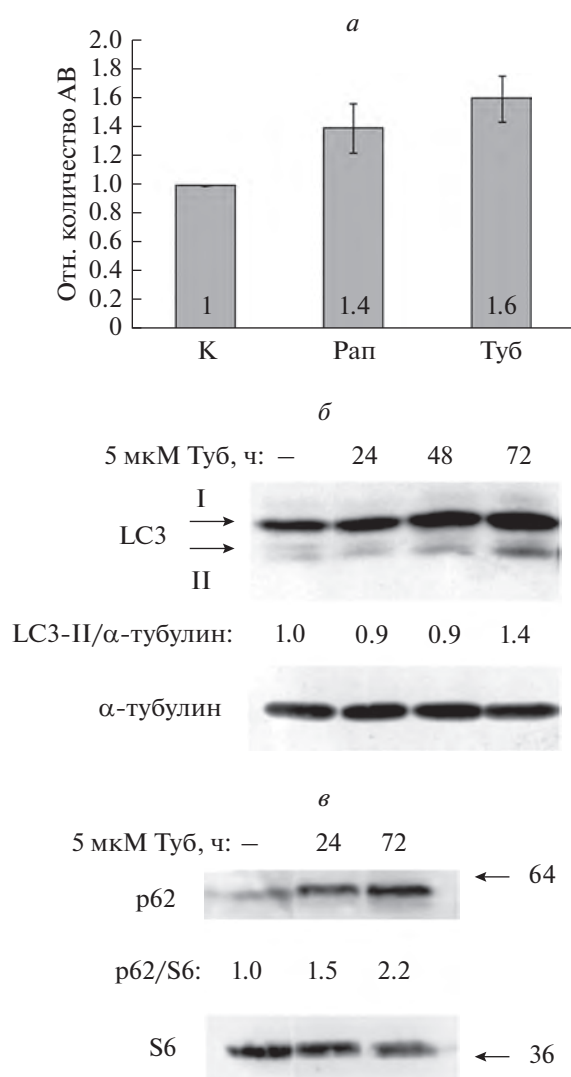 а
Отн. количество АВ
2.0
1.8
1.6
1.4
1.2
1.0
0.8
0.6
0.4
0.2
0
1 1.4 1.6
К Рап Туб
б
5 мкМ Туб, ч: – 24 48 72
I
LC3
II
LC3-II/α-тубулин: 1.0 0.9 0.9 1.4
α-тубулин
в
5 мкМ Туб, ч: – 24 72
p62 ← 64
p62/S6: 1.0 1.5 2.2
S6 ← 36